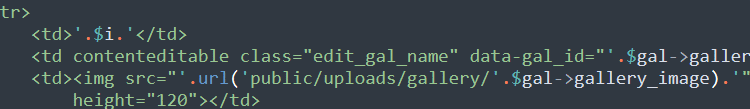 tr>
<td>'.$i.'</td>
<td contenteditable class="edit_gal_name" data-gal_id="'.$gal->galler
<td><img src="'.url('public/uploads/gallery/'.$gal->gallery_image).'"
height="120"></td>